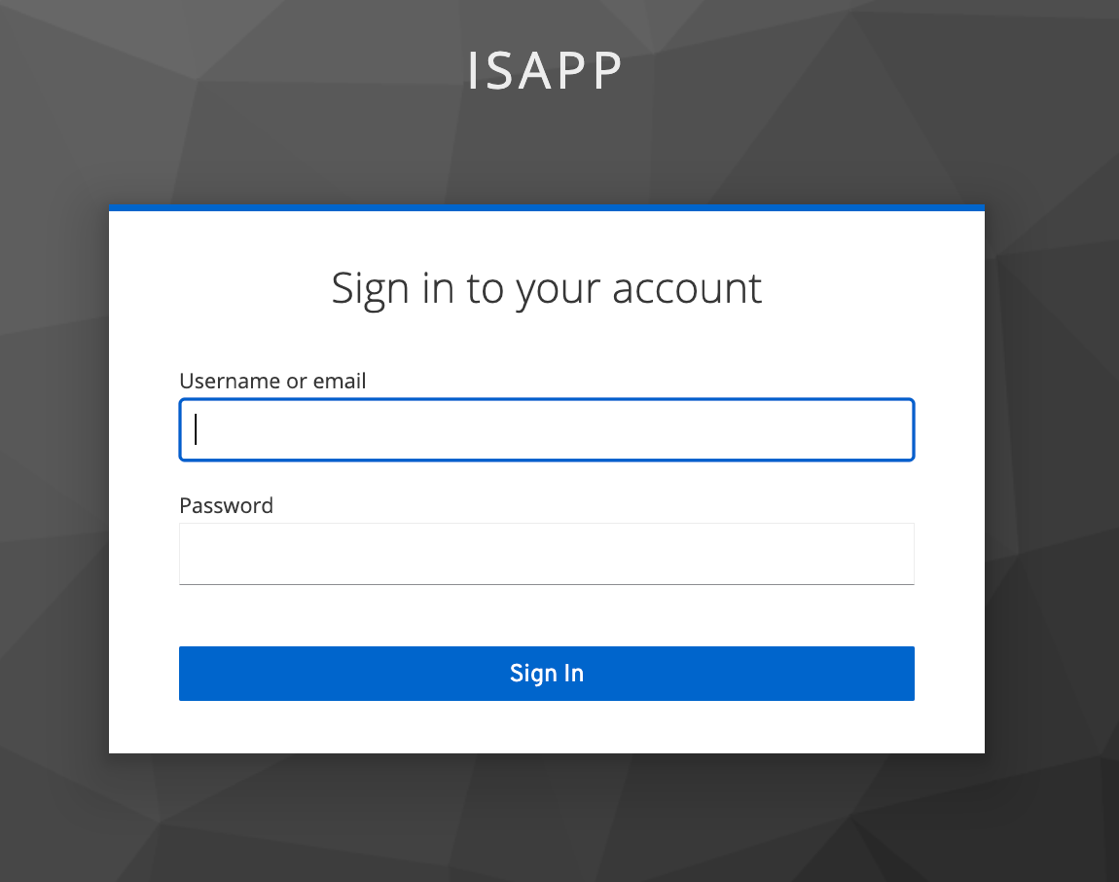 ISAPP
Sign in to your account
Username or email
Password
Sign In